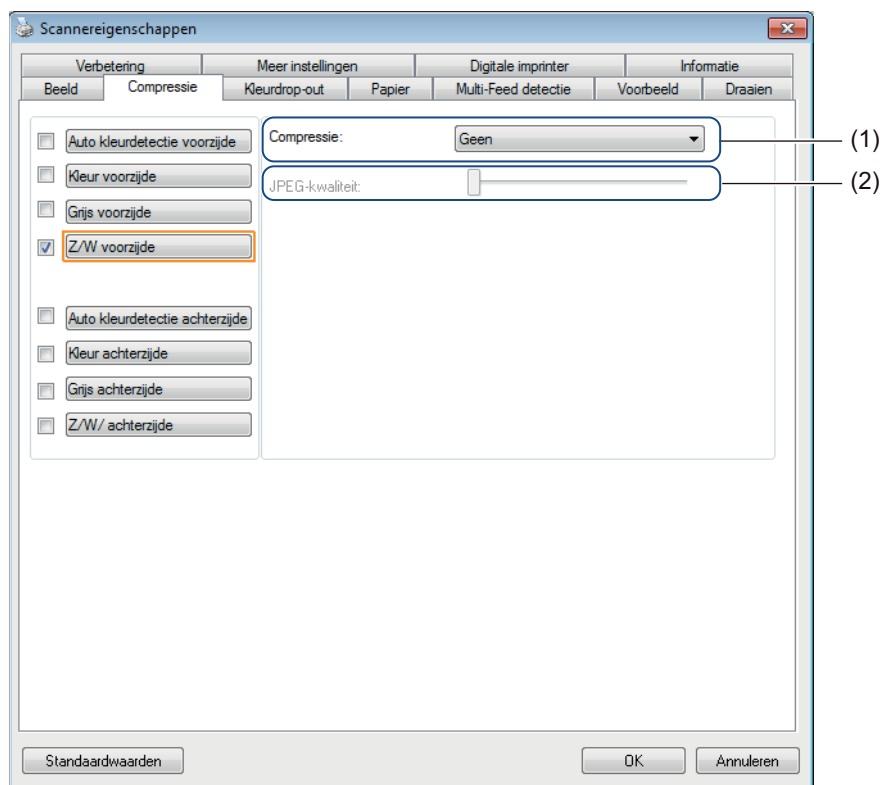 Scannereigenschappen
Verbetering Meer instellingen Digitale imprinter Informatie
Beeld Compressie Kleurdrop-out Papier Multi-Feed detectie Voorbeeld Draaien
Auto kleurdetectie voorzijde
Kleur voorzijde
Grijs voorzijde
Z/W voorzijde
Auto kleurdetectie achterzijde
Kleur achterzijde
Grijs achterzijde
Z/W/ achterzijde
Compressie: Geen (1)
JPEG-kwaliteit: (2)
Standaardwaarden OK Annuleren